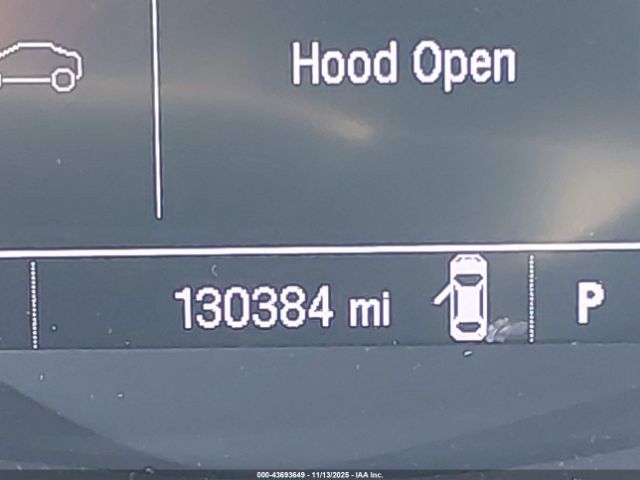 Hood Open
130384 mi
P
000-43693649 - 11/13/2025 - IAA Inc.